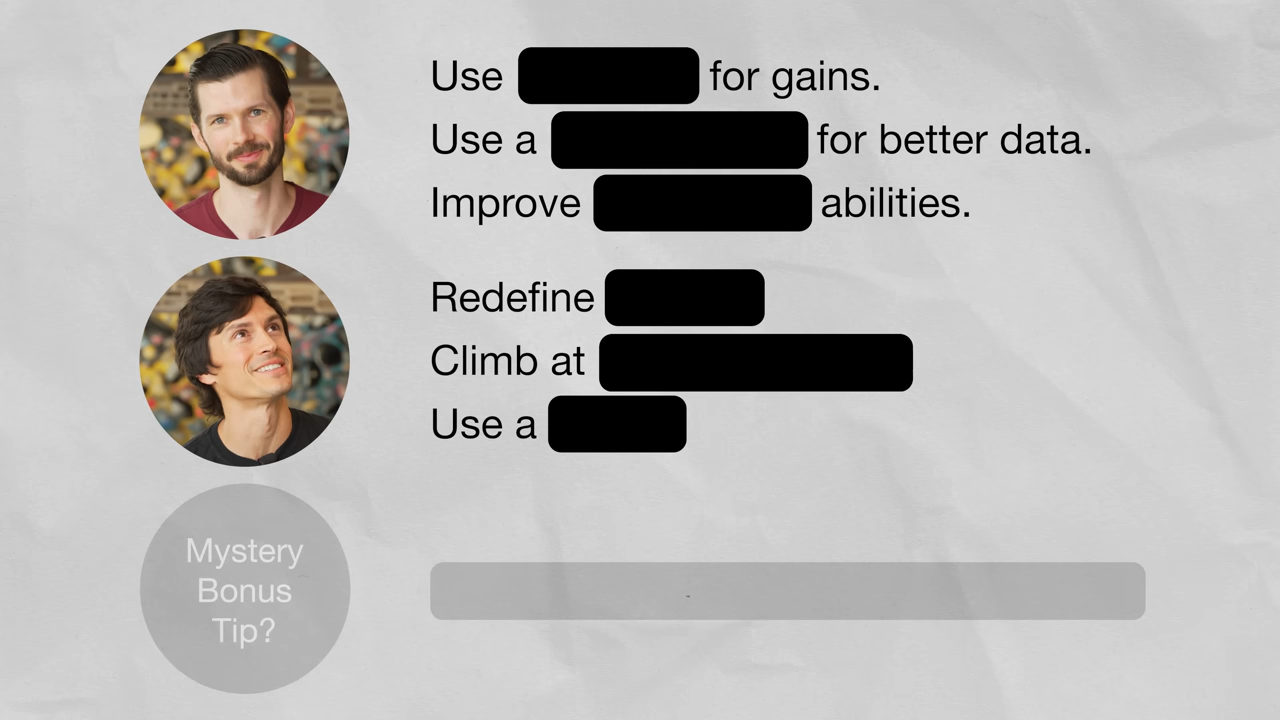 Use for gains.
Use a for better data.
Improve abilities.
Redefine
Climb at
Use a
Mystery
Bonus
Tip?